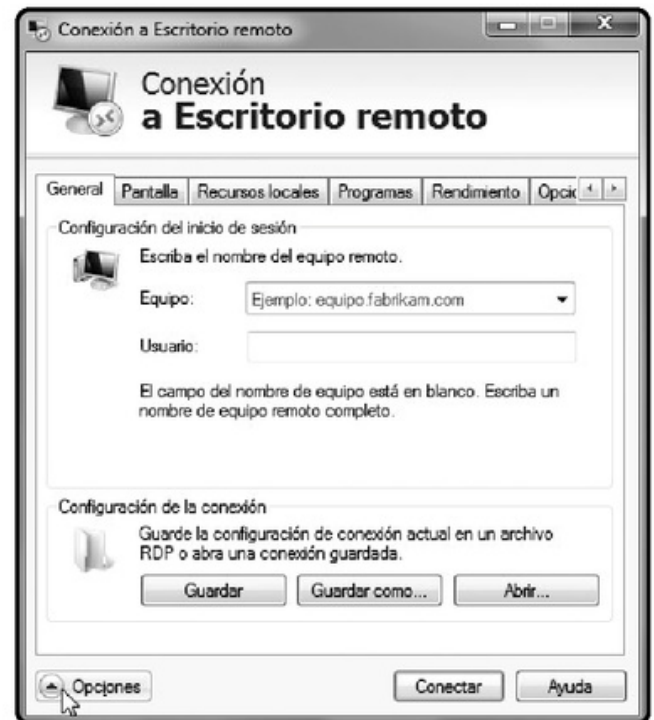 Conexión a Escritorio remoto
Conexión
a Escritorio remoto
General Pantalla Recursos locales Programas Rendimiento Opcio
Configuración del inicio de sesión
Escriba el nombre del equipo remoto.
Equipo: Ejemplo: equipo.fabrikam.com
Usuario:
El campo del nombre de equipo está en blanco. Escriba un
nombre de equipo remoto completo.
Configuración de la conexión
Guarde la configuración de conexión actual en un archivo
RDP o abra una conexión guardada.
Guardar Guardar como... Abrir...
Opciones Conectar Ayuda